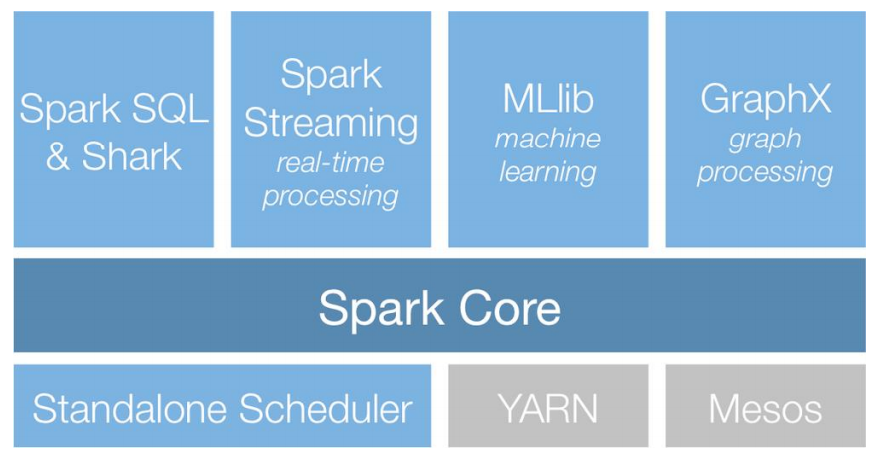 Spark SQL
& Shark
Spark
Streaming
real-time
processing
MLlib
machine
learning
GraphX
graph
processing
Spark Core
Standalone Scheduler
YARN
Mesos